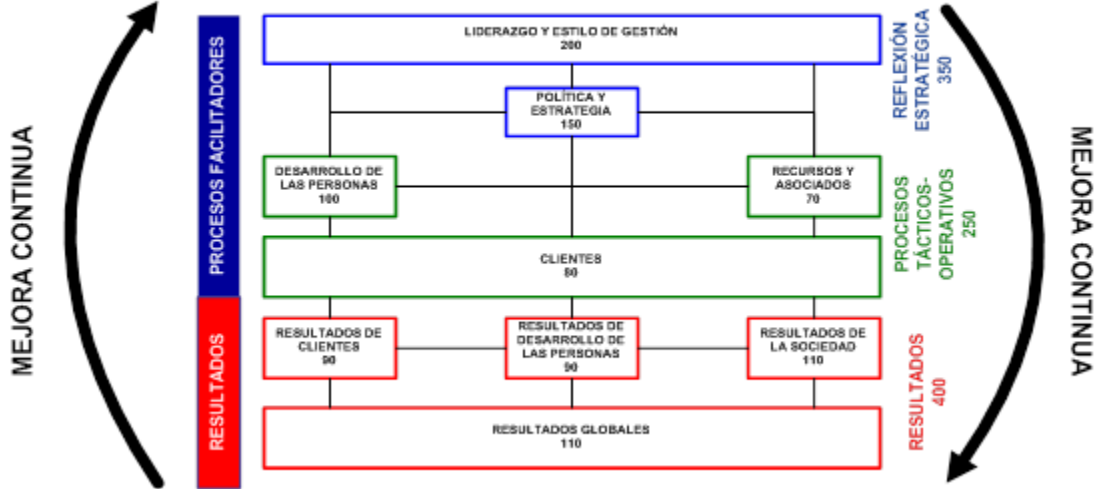 MEJORA CONTINUA
PROCESOS FACILITADORES
RESULTADOS
LIDERAZGO Y ESTILO DE GESTIÓN
200
POLÍTICA Y
ESTRATEGIA
150
DESARROLLO DE
LAS PERSONAS
100
RECURSOS Y
ASOCIADOS
70
CLIENTES
80
RESULTADOS DE
CLIENTES
90
RESULTADOS DE
DESARROLLO DE
LAS PERSONAS
90
RESULTADOS DE
LA SOCIEDAD
110
RESULTADOS GLOBALES
110
REFLEXIÓN
ESTRATÉGICA
350
PROCESOS
TÁCTICOS-
OPERATIVOS
250
RESULTADOS
400
MEJORA CONTINUA